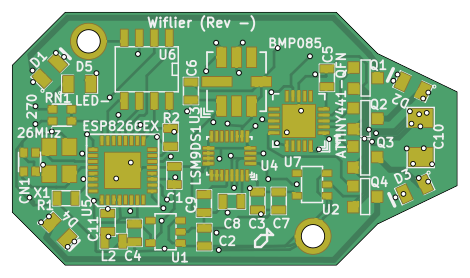 Wiflier (Rev -)
D1
D5
LED-
U6
C6
BMP085
C5
Q1
D2
270
RN1
26MHz
ESP8266EX
R2
LSM9DS1
U3
ATTINY441-QFN
Q2
Q3
C10
CN1
X1
R1
U5
C1
U4
U7
Q4
D3
D4
C11
L2
C4
U1
C9
C2
C8
C3
C7
U2